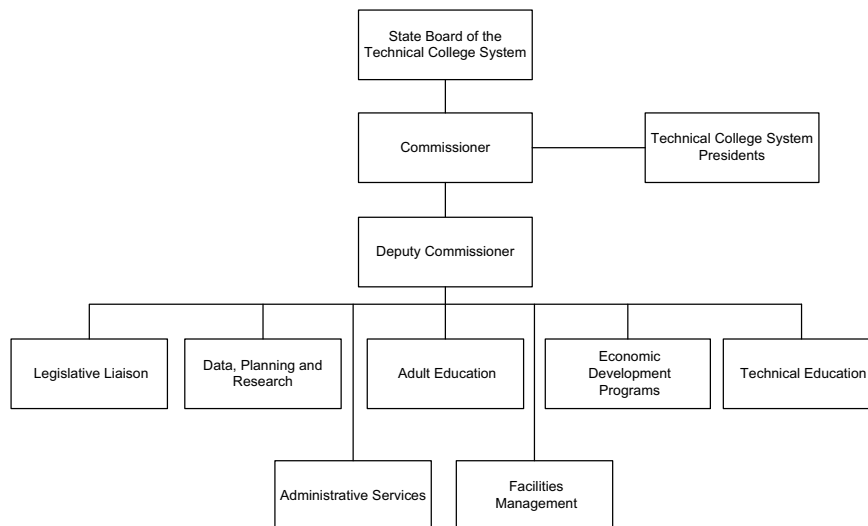 State Board of the
Technical College System
Commissioner
Technical College System
Presidents
Deputy Commissioner
Legislative Liaison
Data, Planning and
Research
Adult Education
Economic
Development
Programs
Technical Education
Administrative Services
Facilities
Management